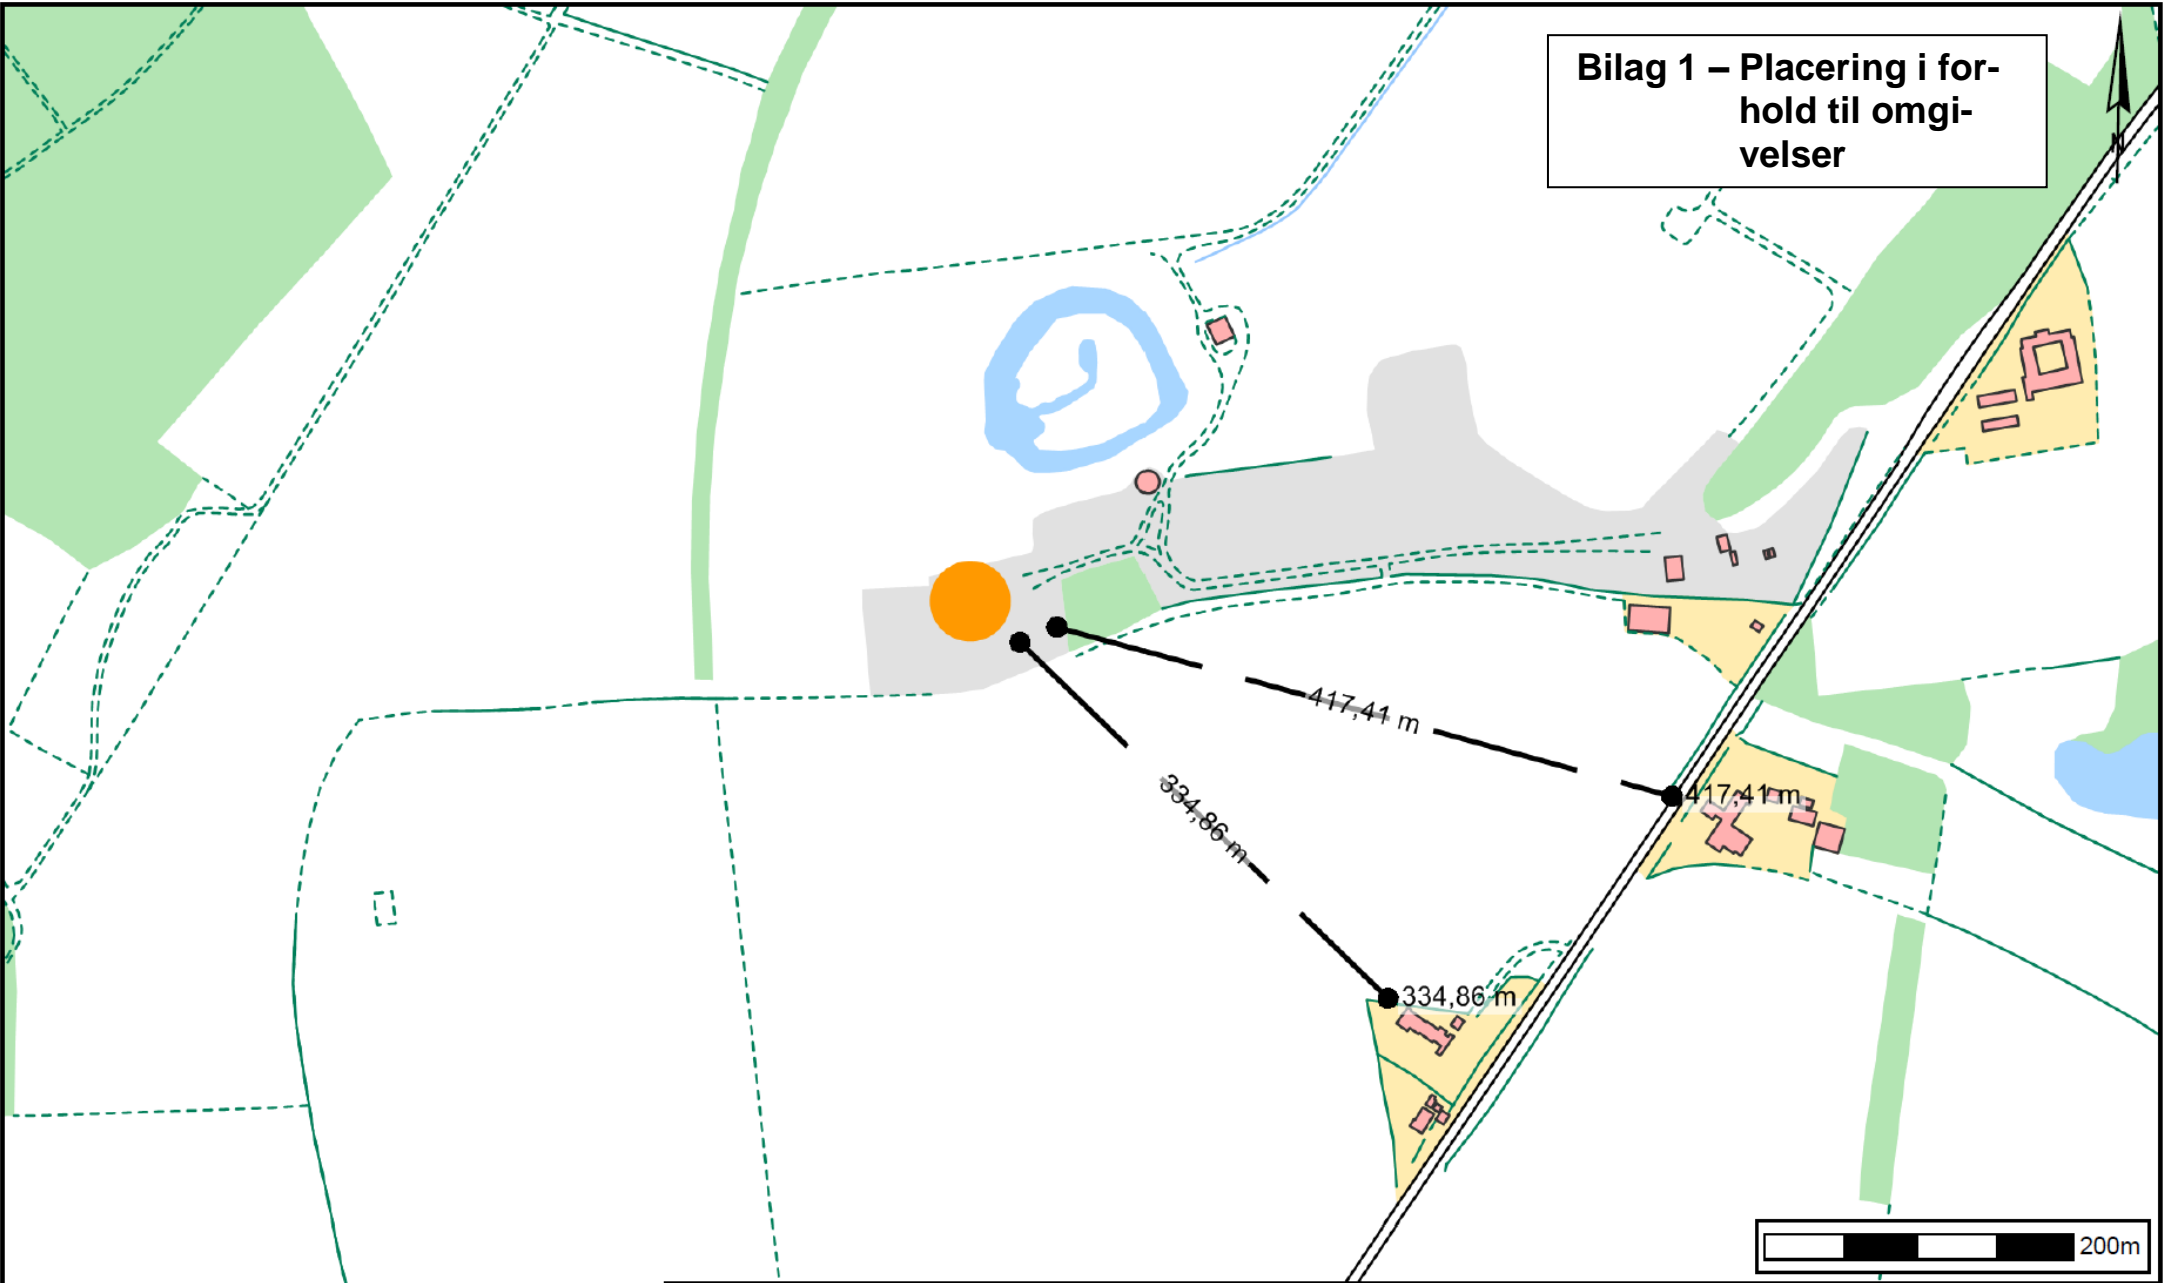 Bilag 1 – Placering i for-
hold til omgi-
velser
N
417,41 m
417,41 m
334,86 m
334,86 m
200m